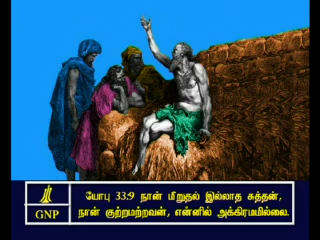 யோபு 33:9 நான் மீறுதல் இல்லாத சுத்தன்,
நான் குற்றமற்றவன், என்னில் அக்கிரமமில்லை.
GNP